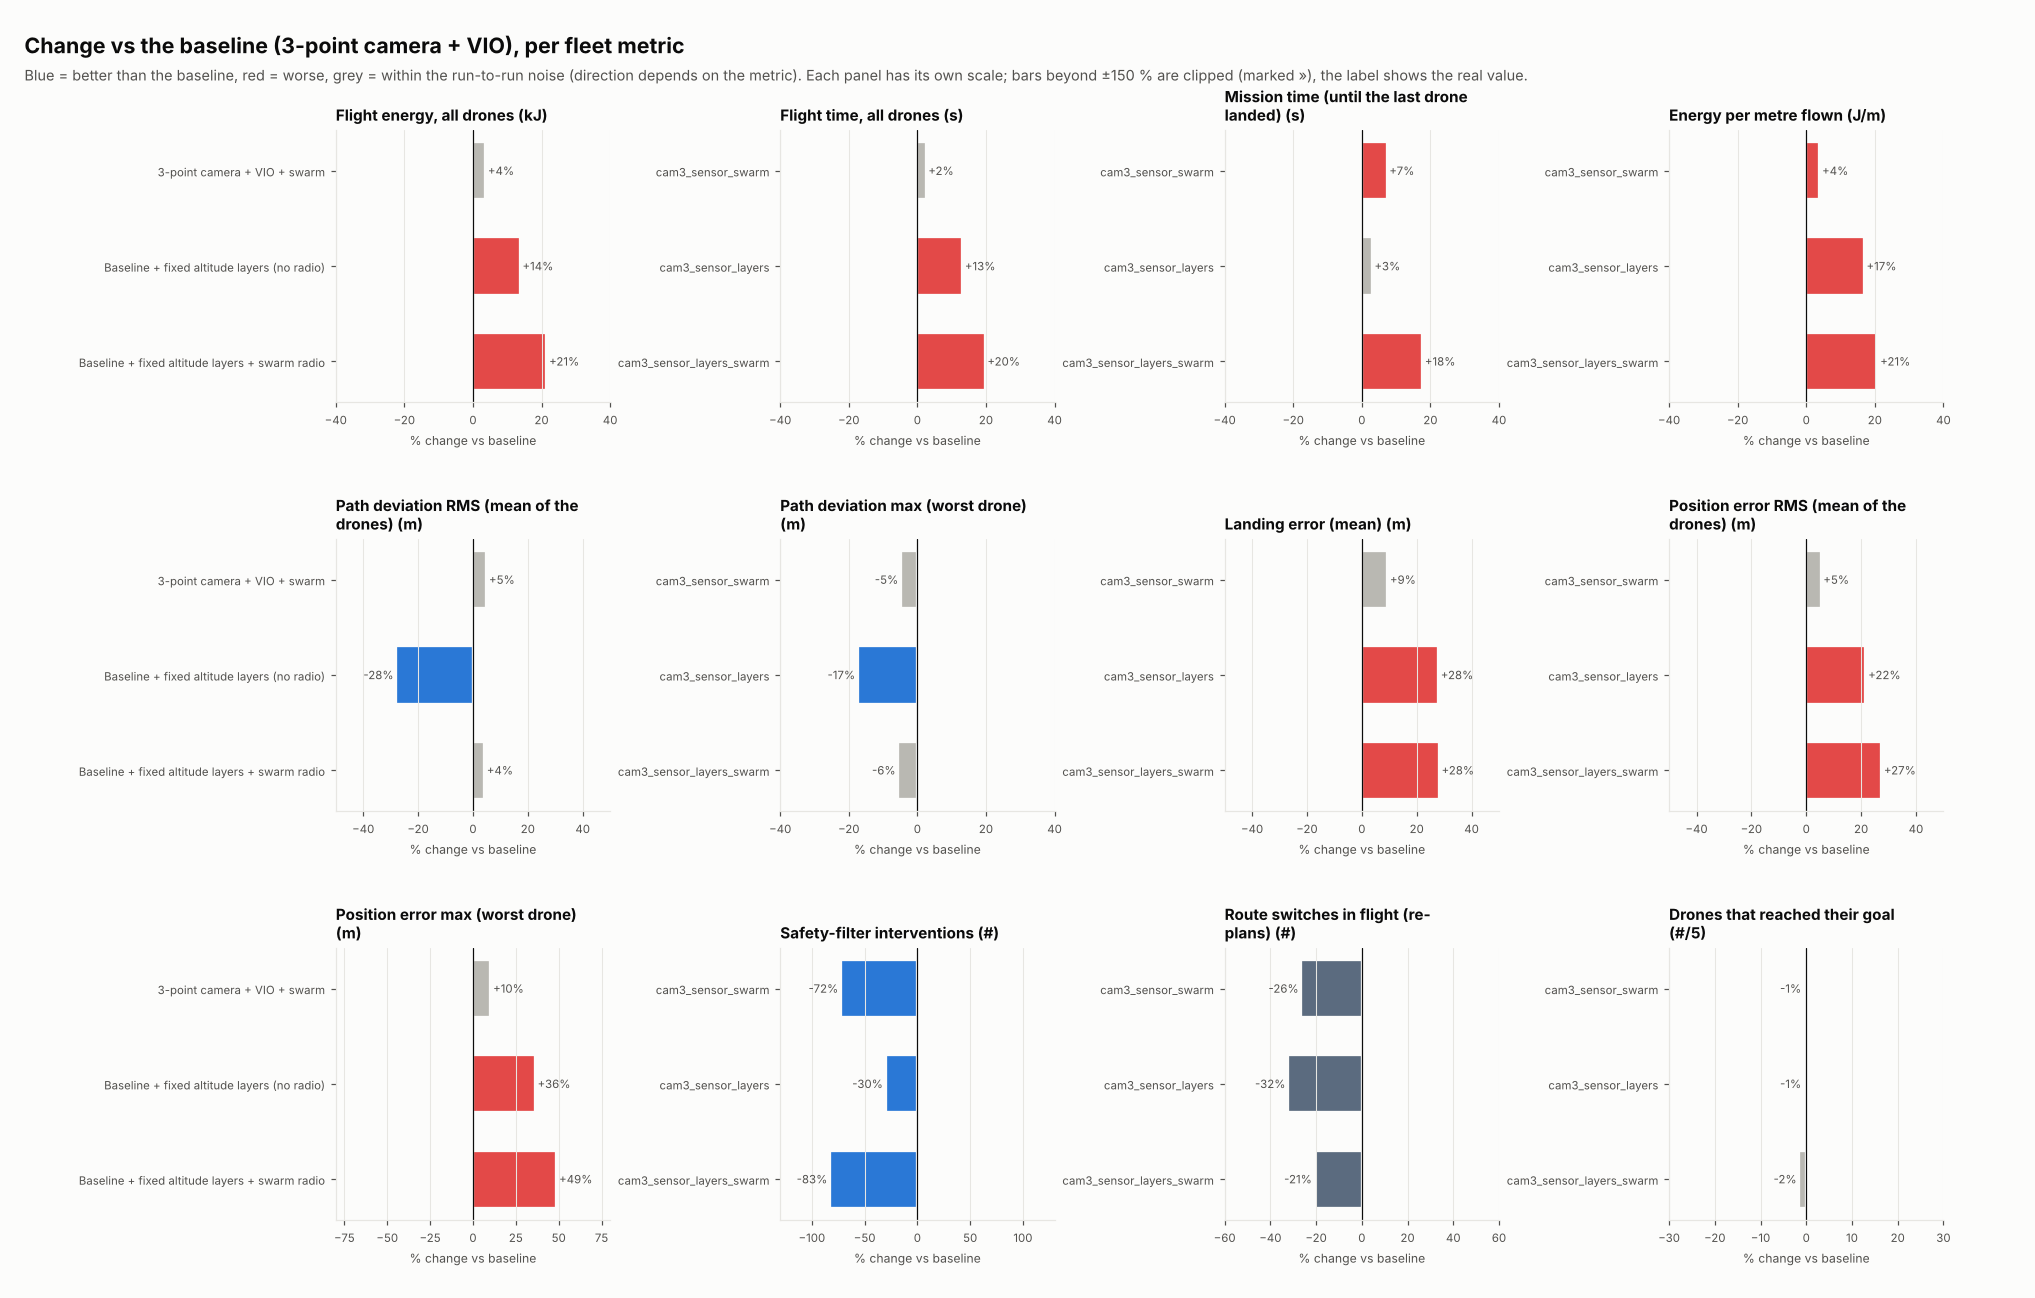 Change vs the baseline (3-point camera + VIO), per fleet metric
Blue = better than the baseline, red = worse, grey = within the run-to-run noise (direction depends on the metric). Each panel has its own scale; bars beyond ±150 % are clipped (marked »), the label shows the real value.
Flight energy, all drones (kJ)
3-point camera + VIO + swarm
+4%
Baseline + fixed altitude layers (no radio)
+14%
Baseline + fixed altitude layers + swarm radio
+21%
−40 −20 0 20 40
% change vs baseline
Flight time, all drones (s)
cam3_sensor_swarm
+2%
cam3_sensor_layers
+13%
cam3_sensor_layers_swarm
+20%
−40 −20 0 20 40
% change vs baseline
Mission time (until the last drone
landed) (s)
cam3_sensor_swarm
+7%
cam3_sensor_layers
+3%
cam3_sensor_layers_swarm
+18%
−40 −20 0 20 40
% change vs baseline
Energy per metre flown (J/m)
cam3_sensor_swarm
+4%
cam3_sensor_layers
+17%
cam3_sensor_layers_swarm
+21%
−40 −20 0 20 40
% change vs baseline
Path deviation RMS (mean of the
drones) (m)
3-point camera + VIO + swarm
+5%
Baseline + fixed altitude layers (no radio)
-28%
Baseline + fixed altitude layers + swarm radio
+4%
−40 −20 0 20 40
% change vs baseline
Path deviation max (worst drone)
(m)
cam3_sensor_swarm
-5%
cam3_sensor_layers
-17%
cam3_sensor_layers_swarm
-6%
−40 −20 0 20 40
% change vs baseline
Landing error (mean) (m)
cam3_sensor_swarm
+9%
cam3_sensor_layers
+28%
cam3_sensor_layers_swarm
+28%
−40 −20 0 20 40
% change vs baseline
Position error RMS (mean of the
drones) (m)
cam3_sensor_swarm
+5%
cam3_sensor_layers
+22%
cam3_sensor_layers_swarm
+27%
−40 −20 0 20 40
% change vs baseline
Position error max (worst drone)
(m)
3-point camera + VIO + swarm
+10%
Baseline + fixed altitude layers (no radio)
+36%
Baseline + fixed altitude layers + swarm radio
+49%
−75 −50 −25 0 25 50 75
% change vs baseline
Safety-filter interventions (#)
cam3_sensor_swarm
-72%
cam3_sensor_layers
-30%
cam3_sensor_layers_swarm
-83%
−100 −50 0 50 100
% change vs baseline
Route switches in flight (re-
plans) (#)
cam3_sensor_swarm
-26%
cam3_sensor_layers
-32%
cam3_sensor_layers_swarm
-21%
−60 −40 −20 0 20 40 60
% change vs baseline
Drones that reached their goal
(#/5)
cam3_sensor_swarm
-1%
cam3_sensor_layers
-1%
cam3_sensor_layers_swarm
-2%
−30 −20 −10 0 10 20 30
% change vs baseline